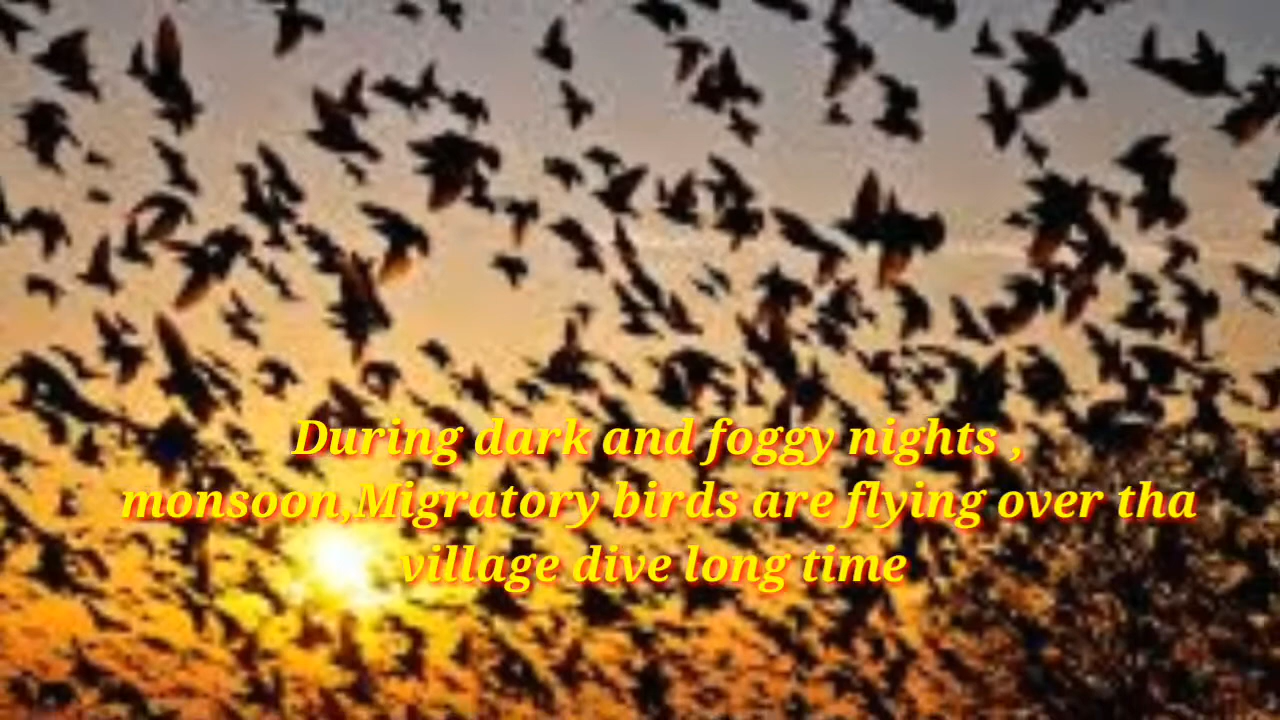 During dark and foggy nights ,
monsoon,Migratory birds are flying over tha
village dive long time